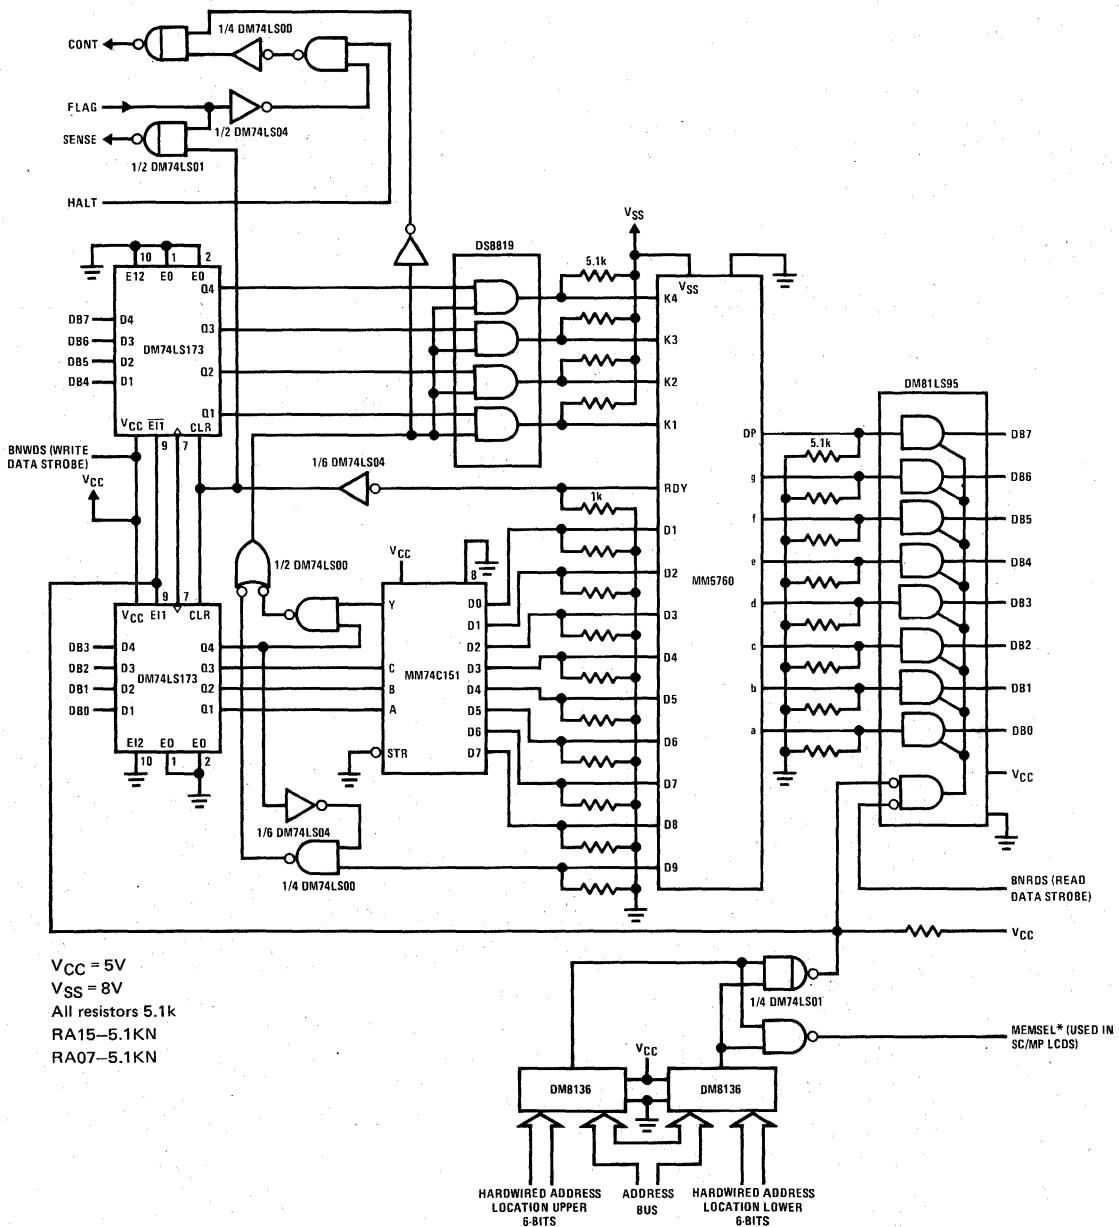 1/4 DM74LS00
CONT
FLAG
SENSE
1/2 DM74LS04
1/2 DM74LS01
HALT
VSS
DS8819
5.1k
10 1 2
E12 E0 E0
Q4
VSS
K4
DB7 D4
DB6 D3
Q3
K3
DM74LS173
DB5 D2
Q2
K2
DB4 D1
DM81LS95
Q1
VCC EI1 CLR
K1
DP
DB7
9 7
BNWDS (WRITE
DATA STROBE)
5.1k
1/6 DM74LS04
g
DB6
VCC
RDY
1k
f
DB5
D1
1/2 DM74LS00
VCC
8
MM5760
e
DB4
D2
9 7
VCC EI1 CLR
Y
D0
d
DB3
D1
D3
DB3 D4
Q4
D2
c
DB2
DB2 D3
Q3
C
D3
D4
DM74LS173
MM74C151
DB1 D2
Q2
B
D4
b
DB1
DB0 D1
Q1
A
D5
D5
a
DB0
D6
EI2 E0 E0
STR
D7
D6
10 1 2
VCC
D7
1/6 DM74LS04
D8
D9
1/4 DM74LS00
BNRDS (READ
DATA STROBE)
VCC
VCC = 5V
VSS = 8V
All resistors 5.1k
RA15–5.1KN
RA07–5.1KN
1/4 DM74LS01
MEMSEL* (USED IN
SC/MP LCDS)
VCC
DM8136
DM8136
HARDWIRED ADDRESS
LOCATION UPPER
6-BITS
ADDRESS
BUS
HARDWIRED ADDRESS
LOCATION LOWER
6-BITS